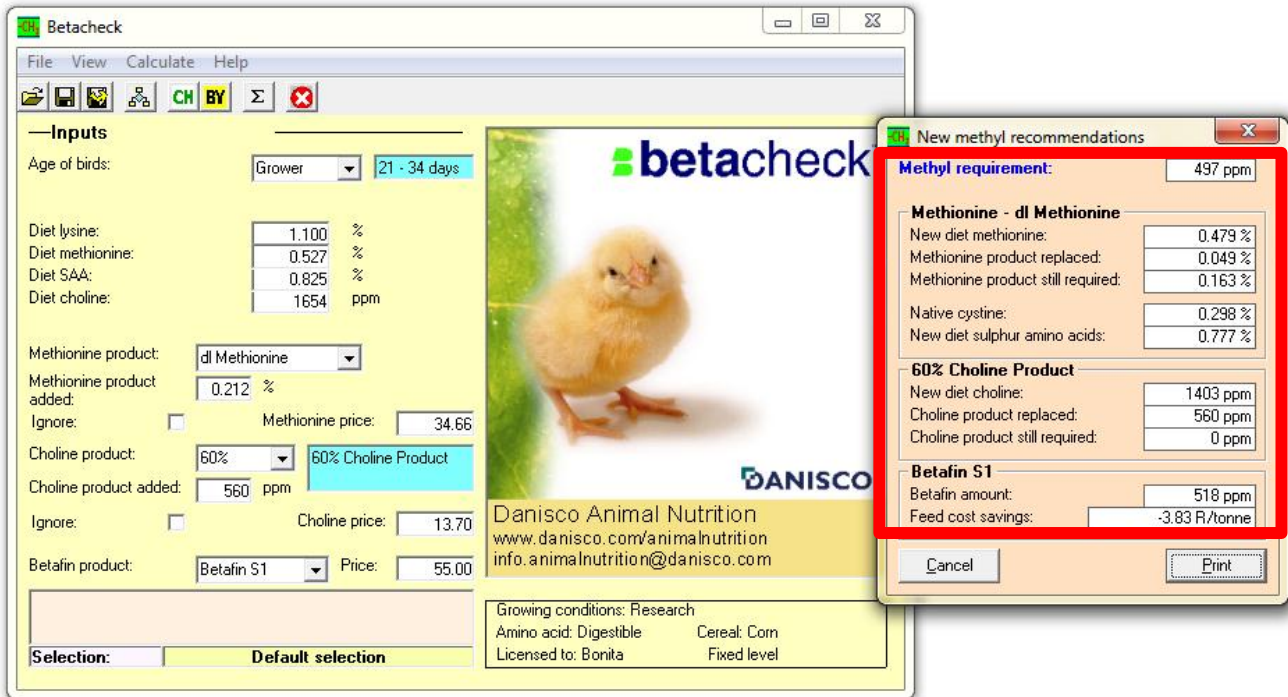 Betacheck
File View Calculate Help
CH BY Σ
Inputs
Age of birds: Grower 21 - 34 days
Diet lysine: 1.100 %
Diet methionine: 0.527 %
Diet SAA: 0.825 %
Diet choline: 1654 ppm
Methionine product: dl Methionine
Methionine product added: 0.212 %
Ignore: Methionine price: 34.66
Choline product: 60% 60% Choline Product
Choline product added: 560 ppm
Ignore: Choline price: 13.70
Betafin product: Betafin S1 Price: 55.00
Selection: Default selection
betacheck
DANISCO
Danisco Animal Nutrition
www.danisco.com/animalnutrition
info.animalnutrition@danisco.com
Growing conditions: Research
Amino acid: Digestible Cereal: Corn
Licensed to: Bonita Fixed level
New methyl recommendations
Methyl requirement: 497 ppm
Methionine - dl Methionine
New diet methionine: 0.479 %
Methionine product replaced: 0.049 %
Methionine product still required: 0.163 %
Native cystine: 0.298 %
New diet sulphur amino acids: 0.777 %
60% Choline Product
New diet choline: 1403 ppm
Choline product replaced: 560 ppm
Choline product still required: 0 ppm
Betafin S1
Betafin amount: 518 ppm
Feed cost savings: -3.83 R/tonne
Cancel Print